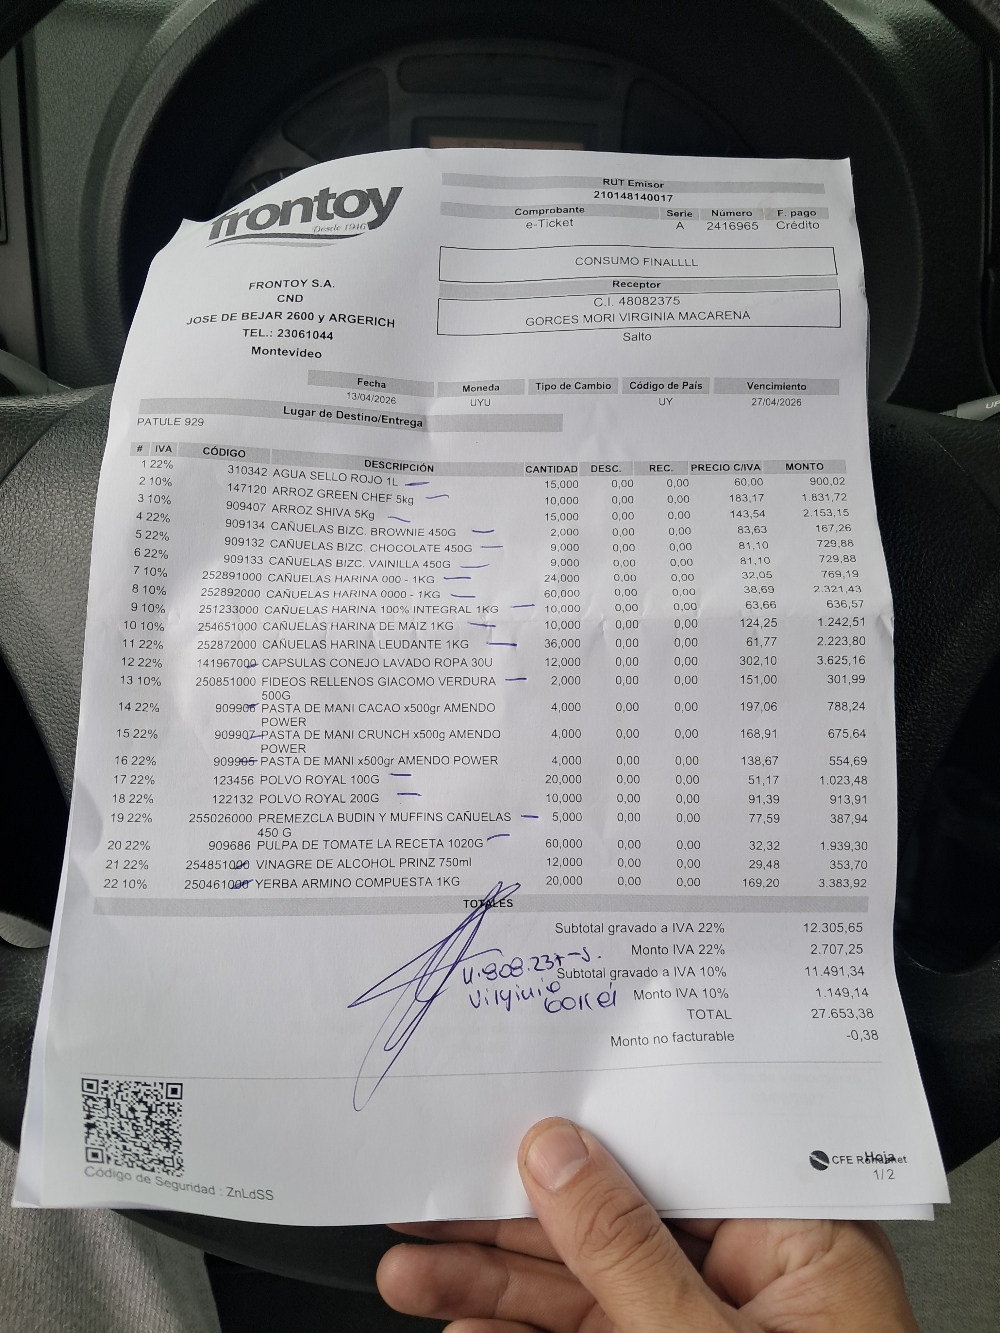 frontoy
Desde 1946
FRONTOY S.A.
CND
JOSE DE BEJAR 2600 y ARGERICH
TEL.: 23061044
Montevideo
RUT Emisor
210148140017
Comprobante Serie Número F. pago
e-Ticket A 2416965 Crédito
CONSUMO FINALLLL
Receptor
C.I. 48082375
GORCES MORI VIRGINIA MACARENA
Salto
Fecha Moneda Tipo de Cambio Código de País Vencimiento
13/04/2026 UYU UY 27/04/2026
Lugar de Destino/Entrega
PATULE 929
# IVA CÓDIGO DESCRIPCIÓN CANTIDAD DESC. REC. PRECIO C/IVA MONTO
1 22% 310342 AGUA SELLO ROJO 1L 15,000 0,00 0,00 60,00 900,02
2 10% 147120 ARROZ GREEN CHEF 5kg 10,000 0,00 0,00 183,17 1.831,72
3 10% 909407 ARROZ SHIVA 5Kg 15,000 0,00 0,00 143,54 2.153,15
4 22% 909134 CAÑUELAS BIZC. BROWNIE 450G 2,000 0,00 0,00 83,63 167,26
5 22% 909132 CAÑUELAS BIZC. CHOCOLATE 450G 9,000 0,00 0,00 81,10 729,88
6 22% 909133 CAÑUELAS BIZC. VAINILLA 450G 9,000 0,00 0,00 81,10 729,88
7 10% 252891000 CAÑUELAS HARINA 000 - 1KG 24,000 0,00 0,00 32,05 769,19
8 10% 252892000 CAÑUELAS HARINA 0000 - 1KG 60,000 0,00 0,00 38,69 2.321,43
9 10% 251233000 CAÑUELAS HARINA 100% INTEGRAL 1KG 10,000 0,00 0,00 63,66 636,57
10 10% 254651000 CAÑUELAS HARINA DE MAIZ 1KG 10,000 0,00 0,00 124,25 1.242,51
11 22% 252872000 CAÑUELAS HARINA LEUDANTE 1KG 36,000 0,00 0,00 61,77 2.223,80
12 22% 141967000 CAPSULAS CONEJO LAVADO ROPA 30U 12,000 0,00 0,00 302,10 3.625,16
13 10% 250851000 FIDEOS RELLENOS GIACOMO VERDURA 2,000 0,00 0,00 151,00 301,99
500G
14 22% 909906 PASTA DE MANI CACAO x500gr AMENDO 4,000 0,00 0,00 197,06 788,24
POWER
15 22% 909907 PASTA DE MANI CRUNCH x500g AMENDO 4,000 0,00 0,00 168,91 675,64
POWER
16 22% 909905 PASTA DE MANI x500gr AMENDO POWER 4,000 0,00 0,00 138,67 554,69
17 22% 123456 POLVO ROYAL 100G 20,000 0,00 0,00 51,17 1.023,48
18 22% 122132 POLVO ROYAL 200G 10,000 0,00 0,00 91,39 913,91
19 22% 255026000 PREMEZCLA BUDIN Y MUFFINS CAÑUELAS 5,000 0,00 0,00 77,59 387,94
450 G
20 22% 909686 PULPA DE TOMATE LA RECETA 1020G 60,000 0,00 0,00 32,32 1.939,30
21 22% 254851000 VINAGRE DE ALCOHOL PRINZ 750ml 12,000 0,00 0,00 29,48 353,70
22 10% 250461000 YERBA ARMINO COMPUESTA 1KG 20,000 0,00 0,00 169,20 3.383,92
TOTALES
Subtotal gravado a IVA 22% 12.305,65
Monto IVA 22% 2.707,25
Subtotal gravado a IVA 10% 11.491,34
Monto IVA 10% 1.149,14
TOTAL 27.653,38
Monto no facturable -0,38
4.808.237-5.
Virginia
Código de Seguridad : ZnLdSS
CFE
Hoja
1/2